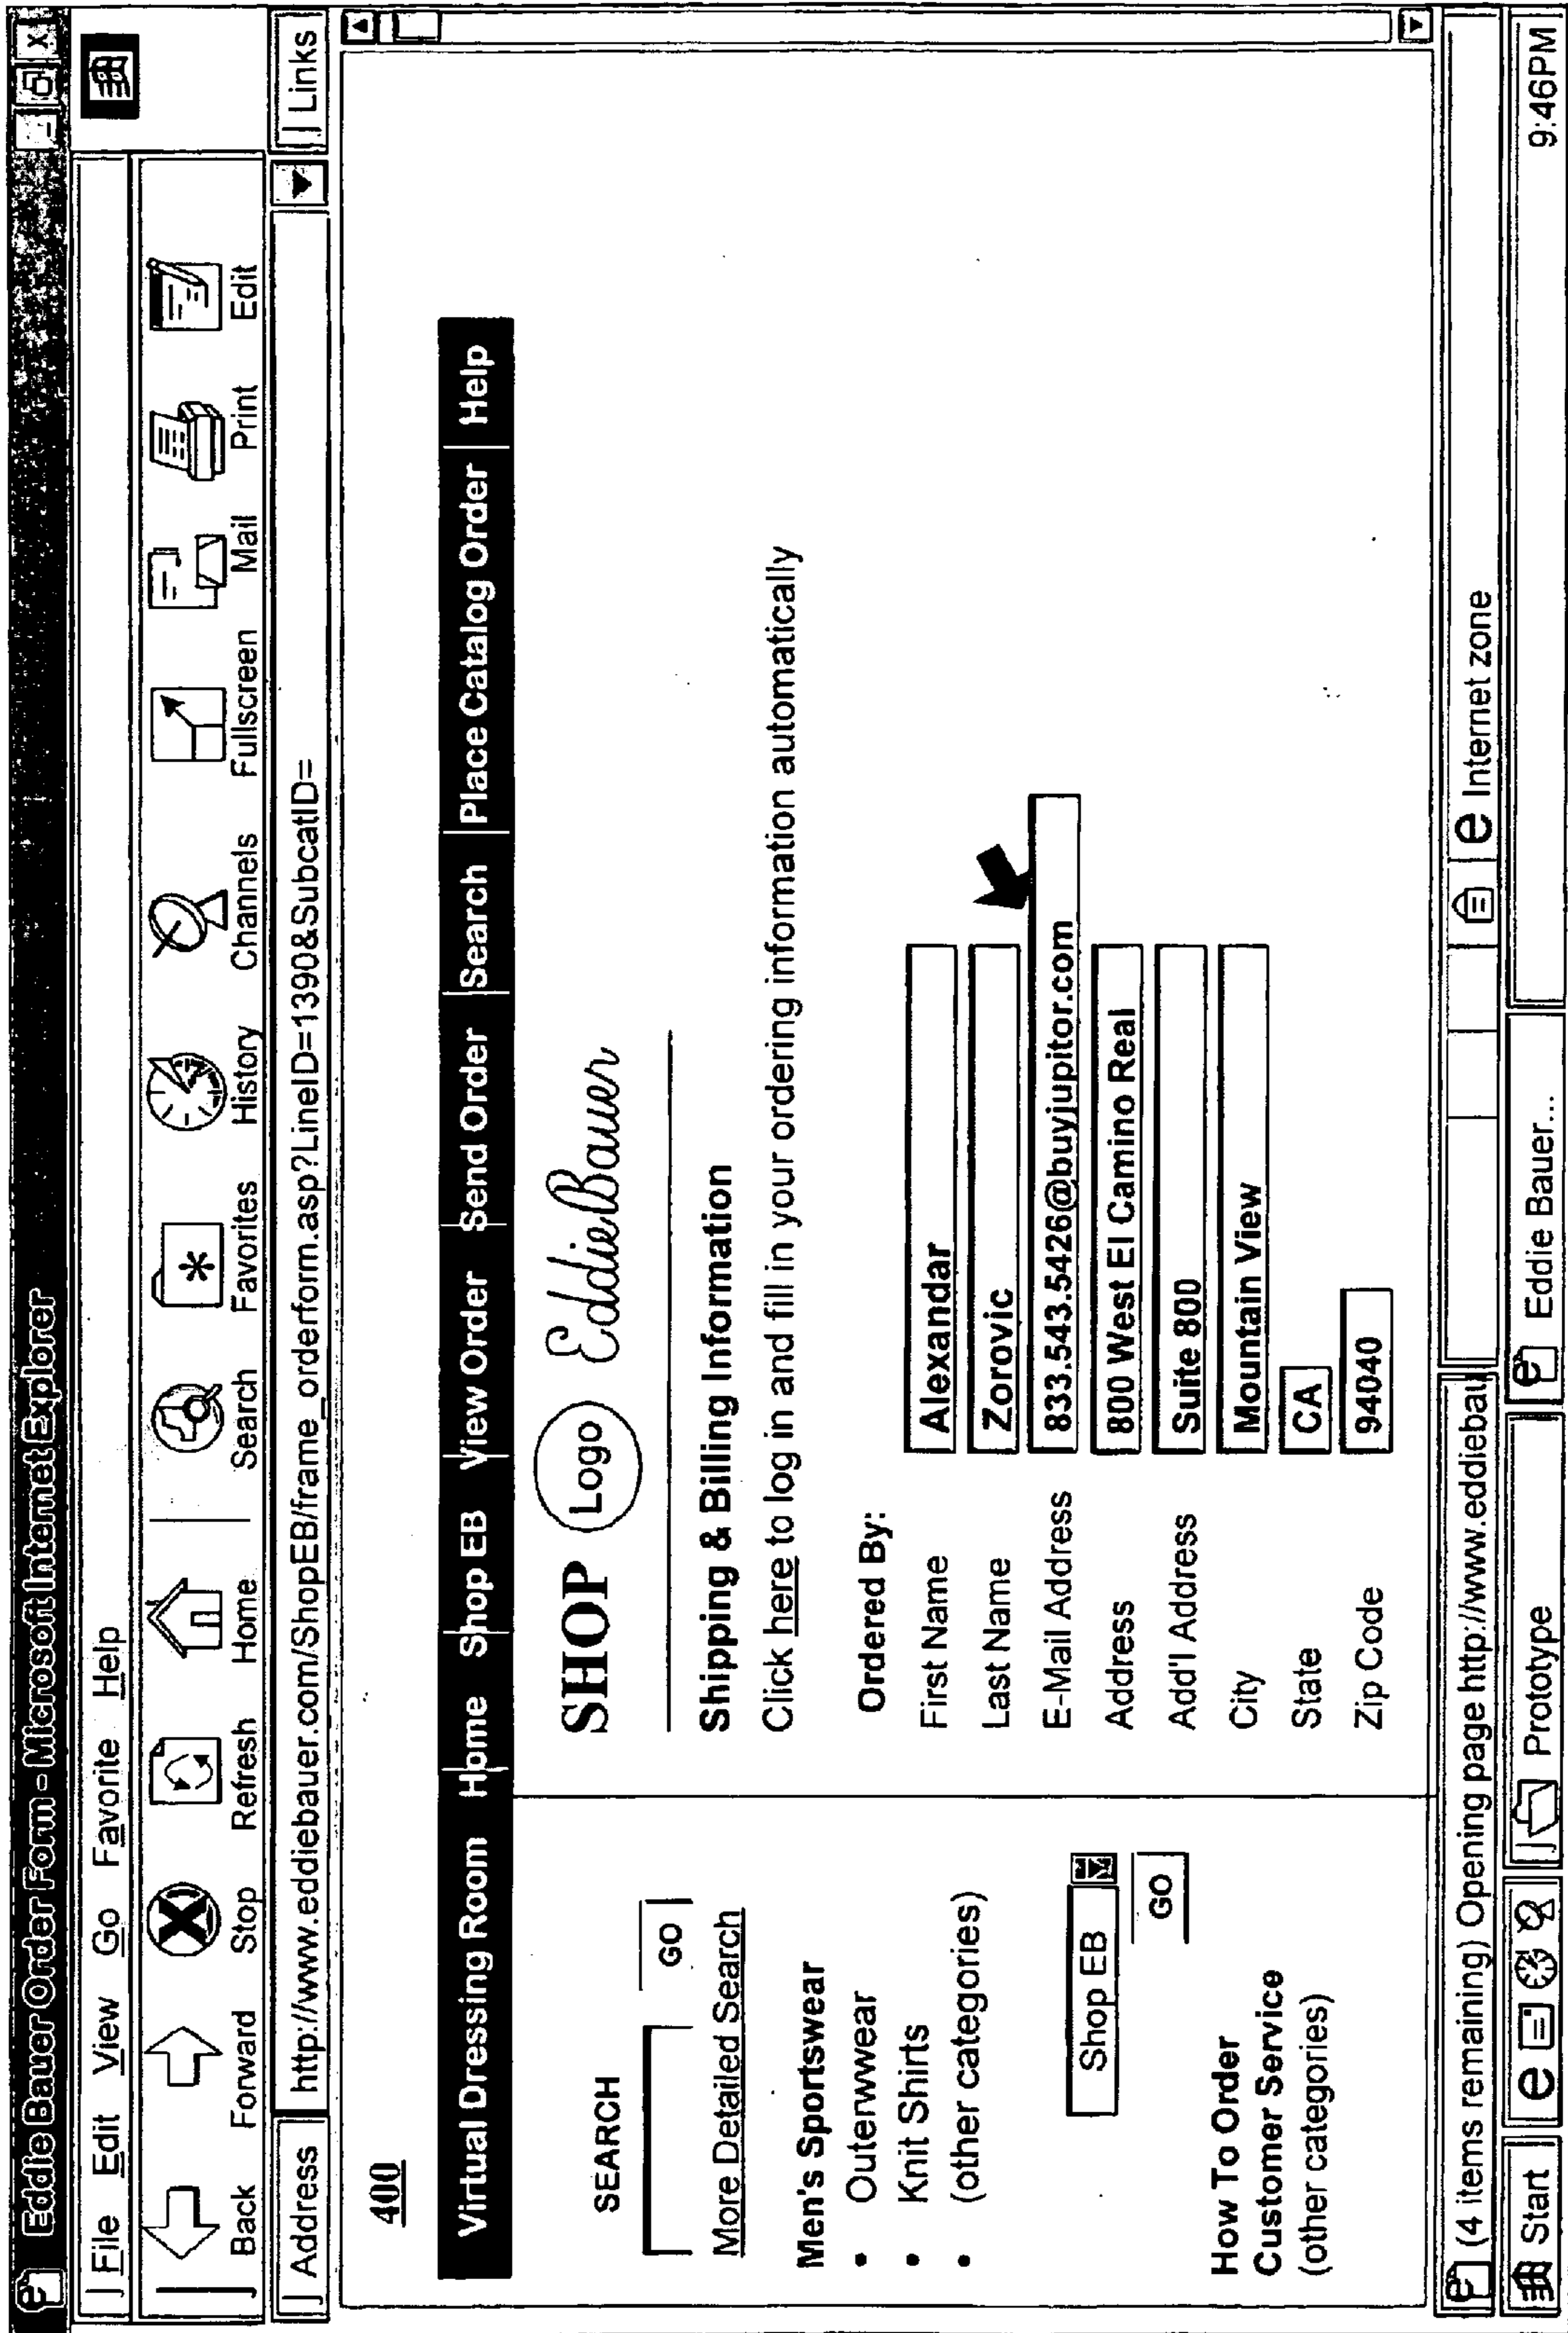 Eddie Bauer Order Form - Microsoft Internet Explorer
File Edit View Go Favorite Help
Back Forward Stop Refresh Home Search Favorites History Channels Fullscreen Mail Print Edit
Address http://www.eddiebauer.com/ShopEB/frame_orderform.asp?LineID=1390&SubcatID= Links
400
Virtual Dressing Room Home Shop EB View Order Send Order Search Place Catalog Order Help
SEARCH
GO
More Detailed Search
Men's Sportswear
• Outerwwear
• Knit Shirts
• (other categories)
Shop EB
GO
How To Order
Customer Service
(other categories)
SHOP Logo Eddie Bauer
Shipping & Billing Information
Click here to log in and fill in your ordering information automatically
Ordered By:
First Name Alexandar
Last Name Zorovic
E-Mail Address 833.543.5426@buyjupitor.com
Address 800 West El Camino Real
Add'l Address Suite 800
City Mountain View
State CA
Zip Code 94040
(4 items remaining) Opening page http://www.eddiebau e Internet zone
Start e Prototype Eddie Bauer... 9:46PM